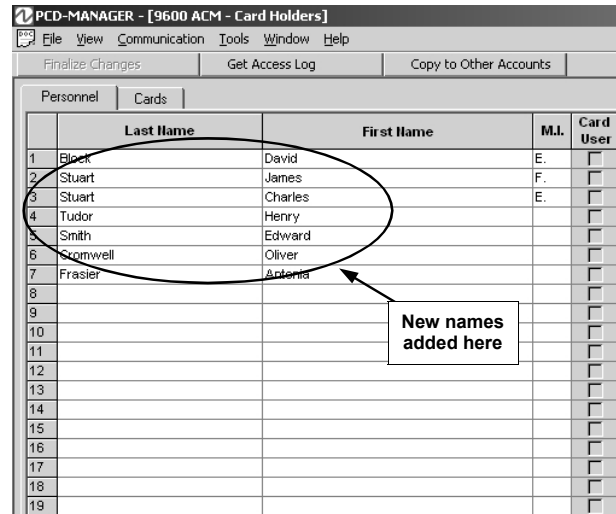 PCD-MANAGER - [9600 ACM - Card Holders]
File View Communication Tools Window Help
Finalize Changes Get Access Log Copy to Other Accounts
Personnel Cards
Last Name First Name M.I. Card User
1 Block David E.
2 Stuart James F.
3 Stuart Charles E.
4 Tudor Henry
5 Smith Edward
6 Cromwell Oliver
7 Frasier Antonia
8
9
10
New names
added here
11
12
13
14
15
16
17
18
19